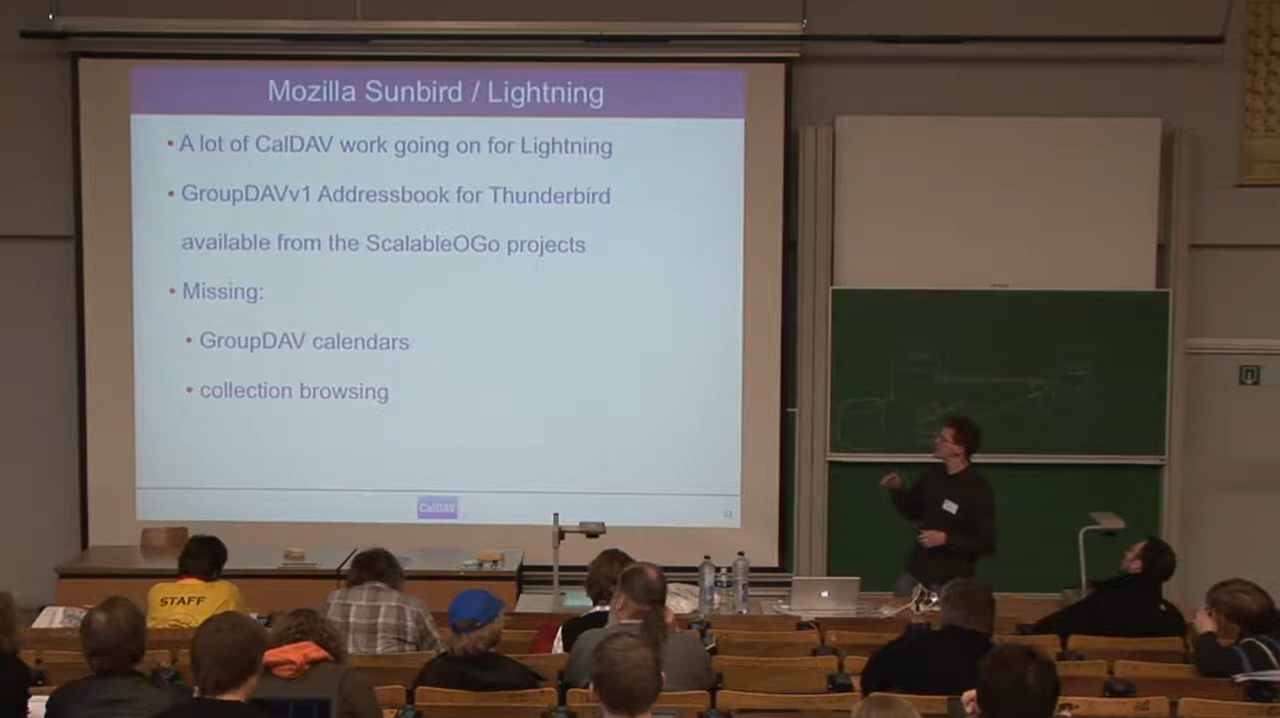 Mozilla Sunbird / Lightning
• A lot of CalDAV work going on for Lightning
• GroupDAVv1 Addressbook for Thunderbird
available from the ScalableOGo projects
• Missing:
• GroupDAV calendars
• collection browsing
CalDAV
STAFF